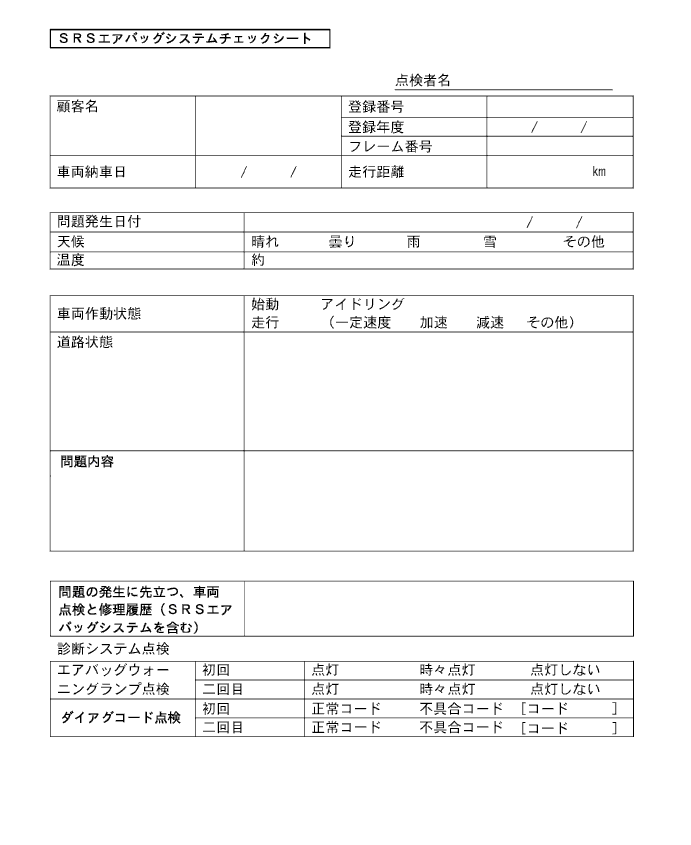 SRSエアバッグシステムチェックシート
点検者名
顧客名 登録番号
登録年度 / /
フレーム番号
車両納車日 / / 走行距離 km
問題発生日付 / /
天候 晴れ 曇り 雨 雪 その他
温度 約
車両作動状態 始動 アイドリング
走行 (一定速度 加速 減速 その他)
道路状態
問題内容
問題の発生に先立つ、車両
点検と修理履歴(SRSエア
バッグシステムを含む)
診断システム点検
エアバッグウォー 初回 点灯 時々点灯 点灯しない
ニングランプ点検 二回目 点灯 時々点灯 点灯しない
ダイアグコード点検 初回 正常コード 不具合コード [コード ]
二回目 正常コード 不具合コード [コード ]